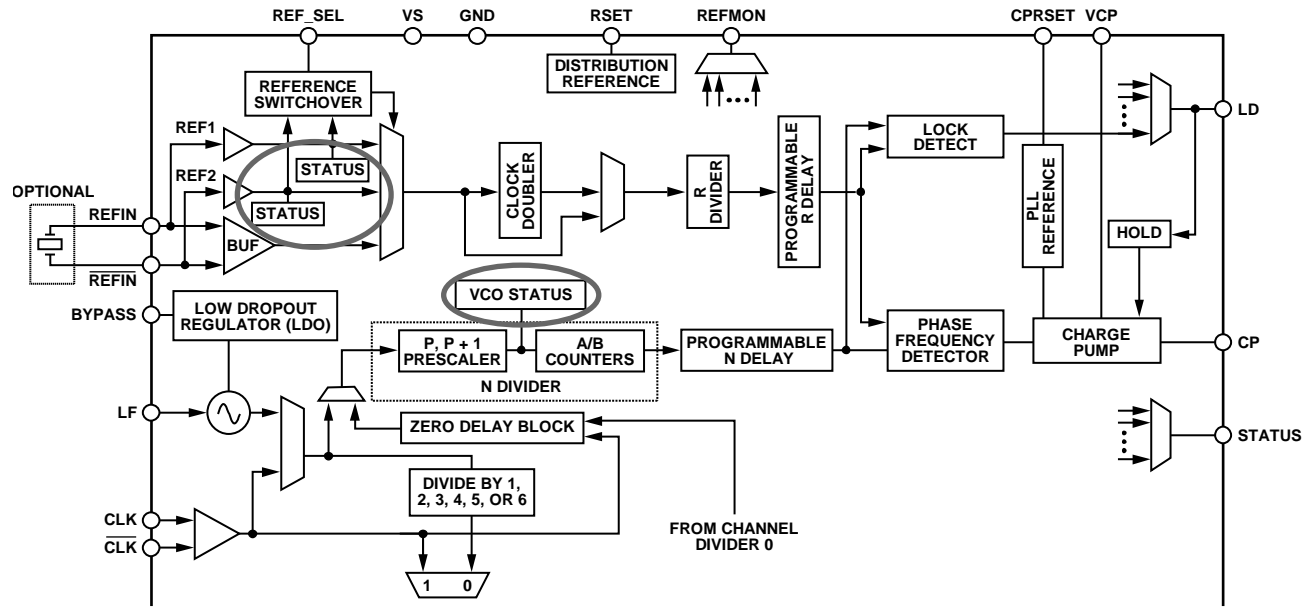 REF_SEL
VS
GND
RSET
REFMON
CPRSET
VCP
DISTRIBUTION
REFERENCE
REFERENCE
SWITCHOVER
REF1
STATUS
REF2
STATUS
BUF
OPTIONAL
REFIN
REFIN
BYPASS
LOW DROPOUT
REGULATOR (LDO)
CLOCK
DOUBLER
R
DIVIDER
PROGRAMMABLE
R DELAY
LOCK
DETECT
PLL
REFERENCE
LD
HOLD
VCO STATUS
P, P + 1
PRESCALER
A/B
COUNTERS
N DIVIDER
PROGRAMMABLE
N DELAY
PHASE
FREQUENCY
DETECTOR
CHARGE
PUMP
CP
LF
ZERO DELAY BLOCK
STATUS
DIVIDE BY 1,
2, 3, 4, 5, OR 6
CLK
CLK
FROM CHANNEL
DIVIDER 0
1 0